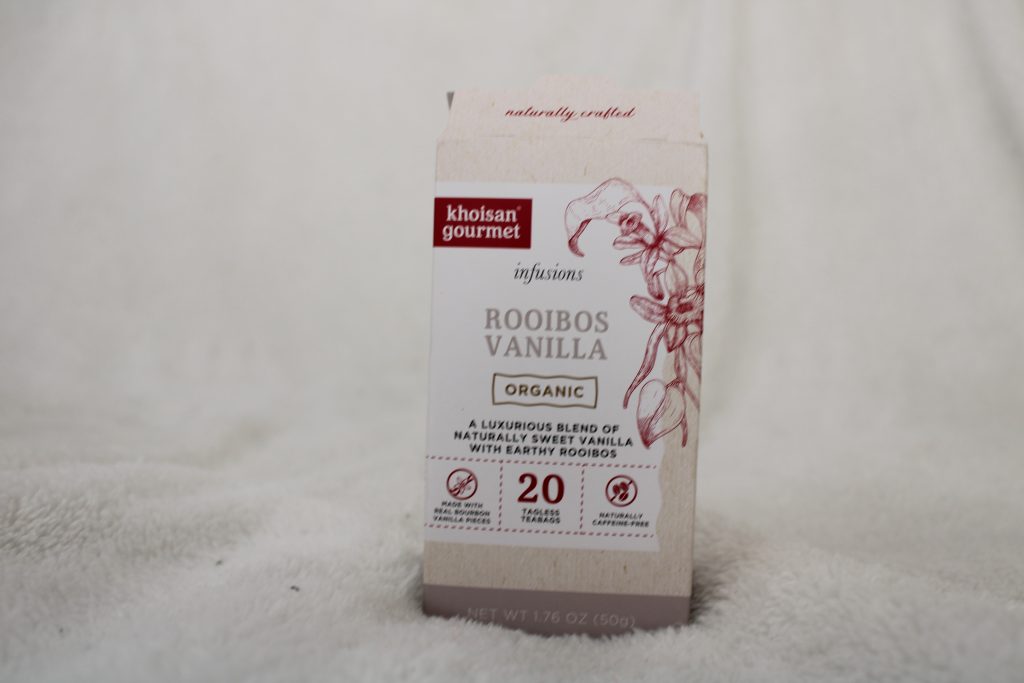 naturally crafted
khoisan®
gourmet
infusions
ROOIBOS
VANILLA
ORGANIC
A LUXURIOUS BLEND OF
NATURALLY SWEET VANILLA
WITH EARTHY ROOIBOS
MADE WITH
REAL BOURBON
VANILLA PIECES
20
TAGLESS
TEABAGS
NATURALLY
CAFFEINE-FREE
NET WT 1.76 OZ (50g)